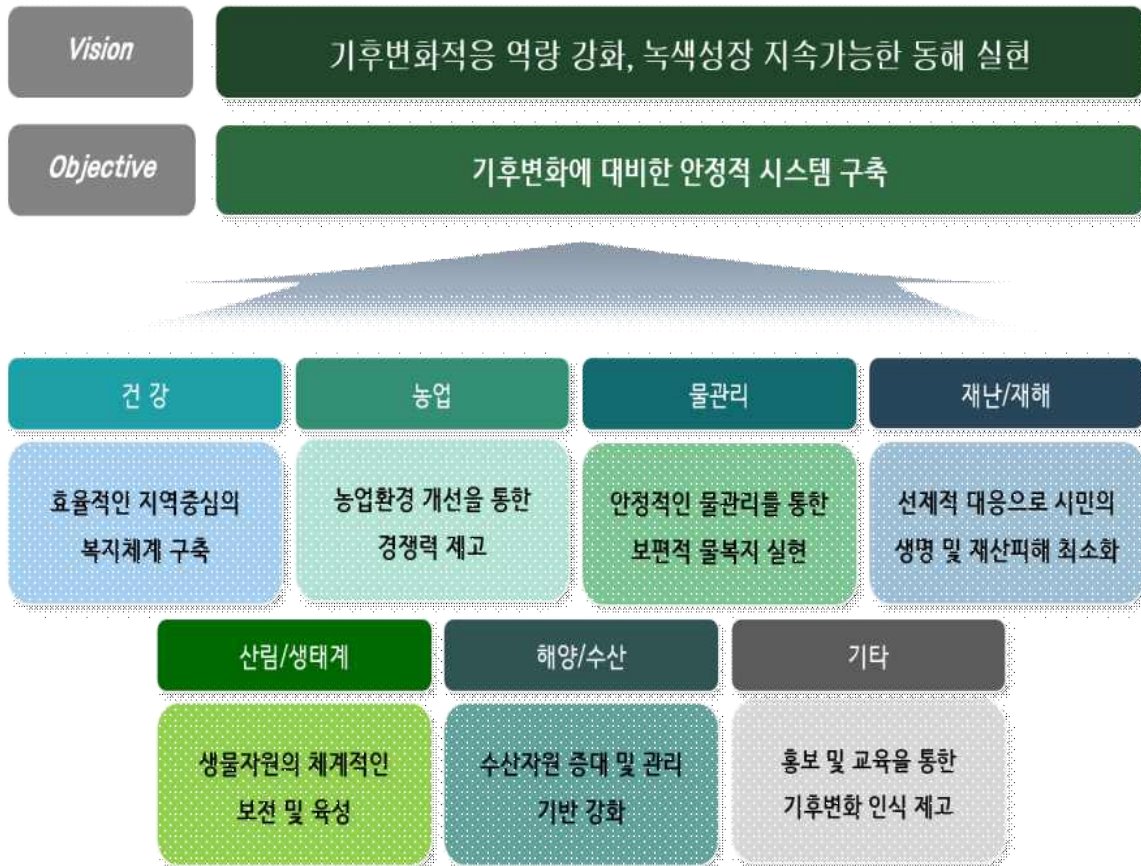 Vision
기후변화적응 역량 강화, 녹색성장 지속가능한 동해 실현
Objective
기후변화에 대비한 안정적 시스템 구축
건 강
효율적인 지역중심의
복지체계 구축
농업
농업환경 개선을 통한
경쟁력 제고
물관리
안정적인 물관리를 통한
보편적 물복지 실현
재난/재해
선제적 대응으로 시민의
생명 및 재산피해 최소화
산림/생태계
생물자원의 체계적인
보전 및 육성
해양/수산
수산자원 증대 및 관리
기반 강화
기타
홍보 및 교육을 통한
기후변화 인식 제고